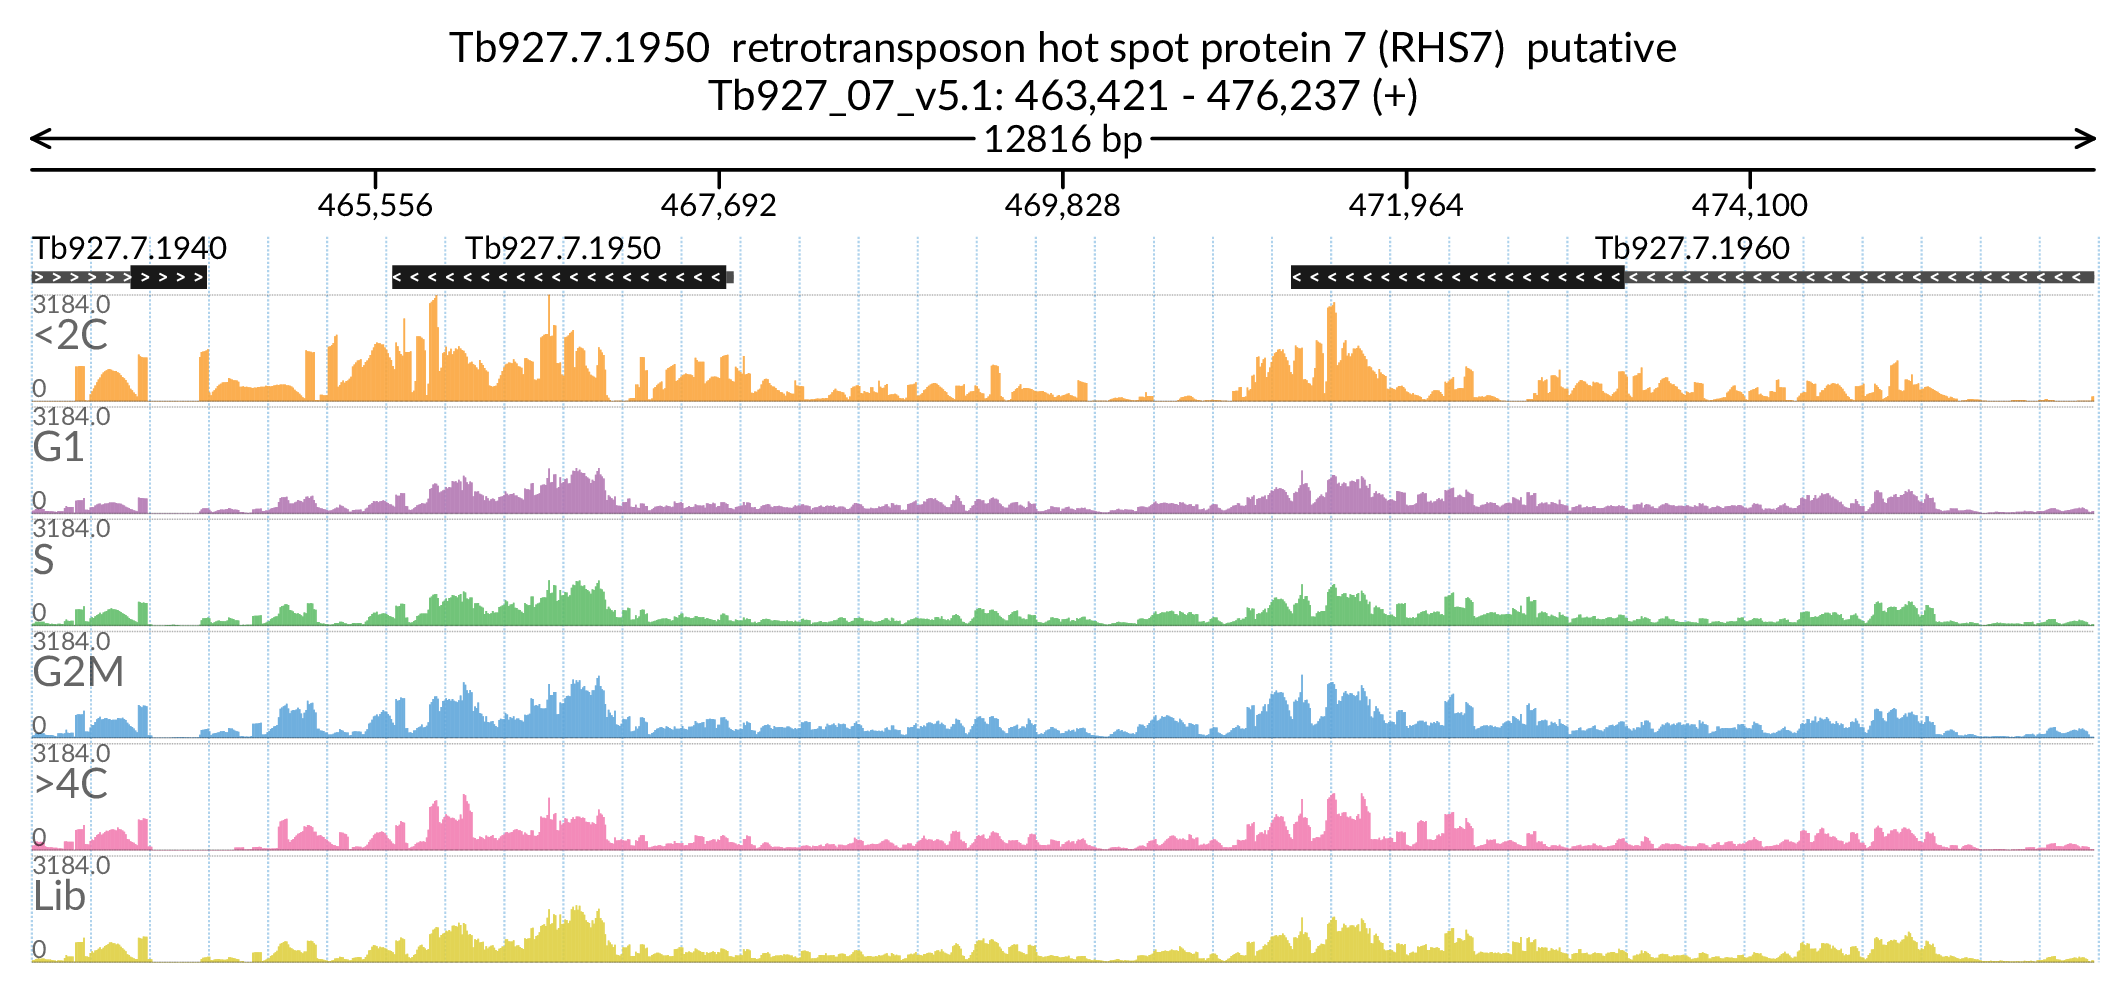 Tb927.7.1950 retrotransposon hot spot protein 7 (RHS7) putative
Tb927_07_v5.1: 463,421 - 476,237 (+)
12816 bp
465,556 467,692 469,828 471,964 474,100
Tb927.7.1940 Tb927.7.1950 Tb927.7.1960
3184.0
<2C
0
3184.0
G1
0
3184.0
S
0
3184.0
G2M
0
3184.0
>4C
0
3184.0
Lib
0